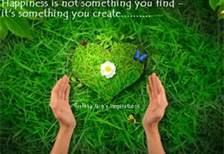 Happiness is not something you find –
it's something you create..........